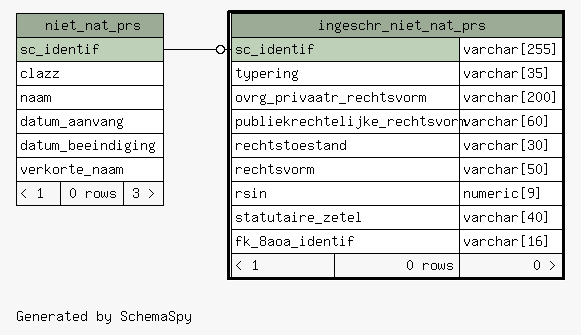 niet_nat_prs
sc_identif
clazz
naam
datum_aanvang
datum_beeindiging
verkorte_naam
< 1 0 rows 3 >
ingeschr_niet_nat_prs
sc_identif varchar[255]
typering varchar[35]
ovrg_privaatr_rechtsvorm varchar[200]
publiekrechtelijke_rechtsvorm varchar[60]
rechtstoestand varchar[30]
rechtsvorm varchar[50]
rsin numeric[9]
statutaire_zetel varchar[40]
fk_8aoa_identif varchar[16]
< 1 0 rows 0 >
Generated by SchemaSpy